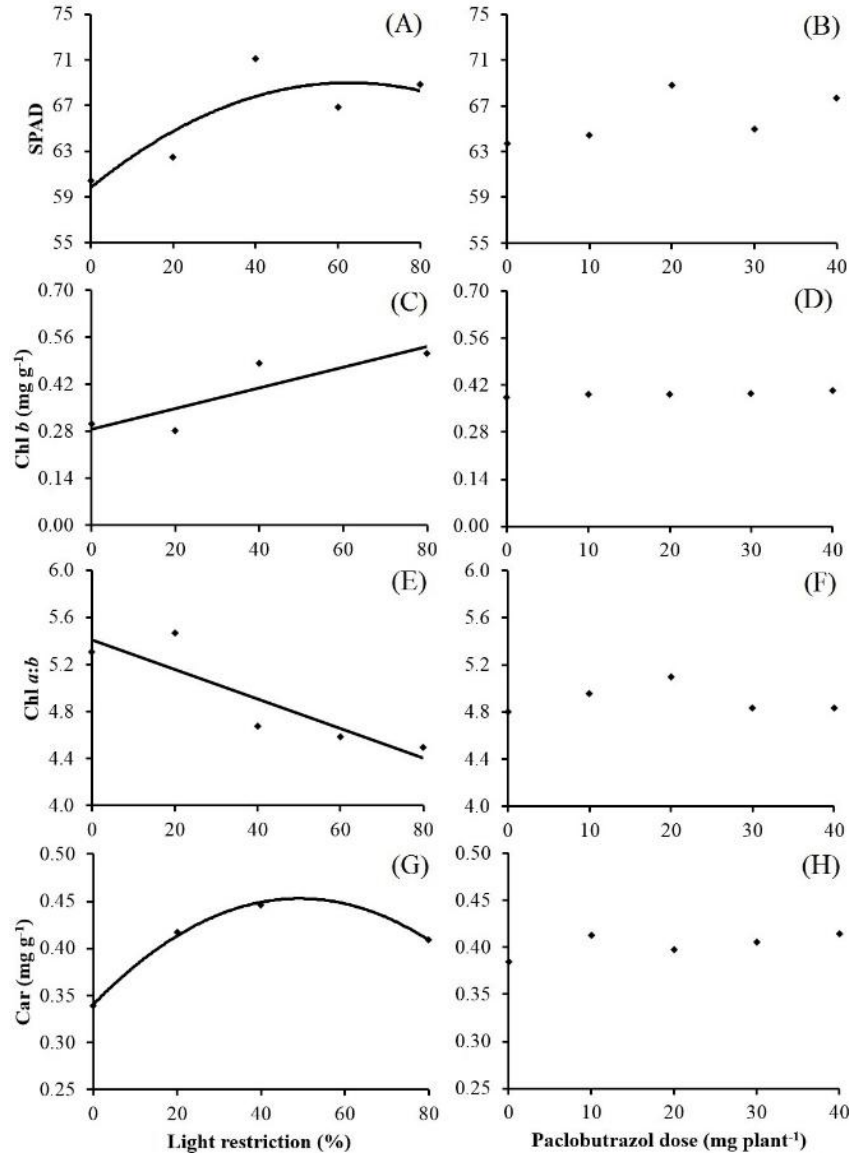 (A)
SPAD
75
71
67
63
59
55
0 20 40 60 80
(B)
75
71
67
63
59
55
0 10 20 30 40
(C)
Chl b (mg g⁻¹)
0.70
0.56
0.42
0.28
0.14
0.00
0 20 40 60 80
(D)
0.70
0.56
0.42
0.28
0.14
0.00
0 10 20 30 40
(E)
Chl a:b
6.0
5.6
5.2
4.8
4.4
4.0
0 20 40 60 80
(F)
6.0
5.6
5.2
4.8
4.4
4.0
0 10 20 30 40
(G)
Car (mg g⁻¹)
0.50
0.45
0.40
0.35
0.30
0.25
0 20 40 60 80
Light restriction (%)
(H)
0.50
0.45
0.40
0.35
0.30
0.25
0 10 20 30 40
Paclobutrazol dose (mg plant⁻¹)